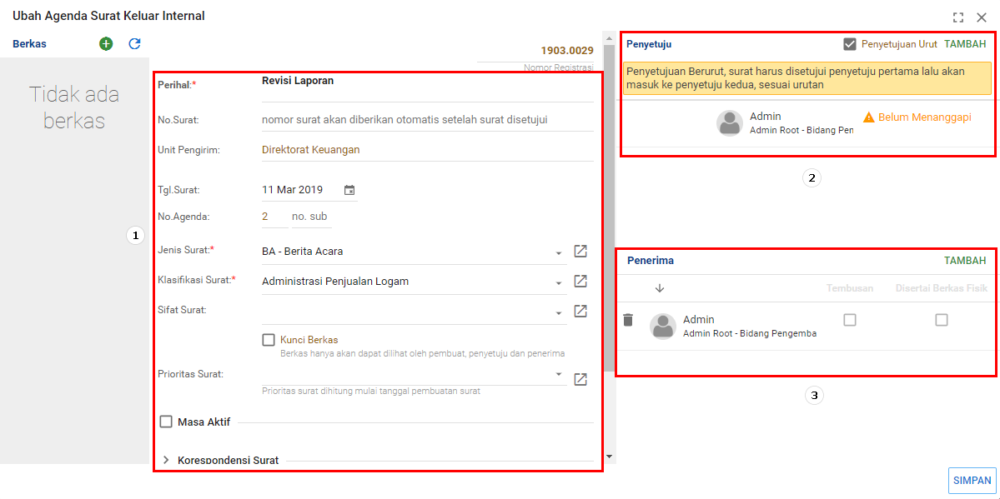 Ubah Agenda Surat Keluar Internal
Berkas
Tidak ada
berkas
1903.0029
Nomor Registrasi
Perihal:*
Revisi Laporan
No.Surat:
nomor surat akan diberikan otomatis setelah surat disetujui
Unit Pengirim:
Direktorat Keuangan
Tgl.Surat:
11 Mar 2019
No.Agenda:
2
no. sub
Jenis Surat:*
BA - Berita Acara
Klasifikasi Surat:*
Administrasi Penjualan Logam
Sifat Surat:
Kunci Berkas
Berkas hanya akan dapat dilihat oleh pembuat, penyetuju dan penerima
Prioritas Surat:
Prioritas surat dihitung mulai tanggal pembuatan surat
Masa Aktif
Korespondensi Surat
1
Penyetuju
Penyetujuan Urut
TAMBAH
Penyetujuan Berurut, surat harus disetujui penyetuju pertama lalu akan
masuk ke penyetuju kedua, sesuai urutan
Admin
Admin Root - Bidang Pen
Belum Menanggapi
2
Penerima
TAMBAH
Tembusan
Disertai Berkas Fisik
Admin
Admin Root - Bidang Pengemba
3
SIMPAN